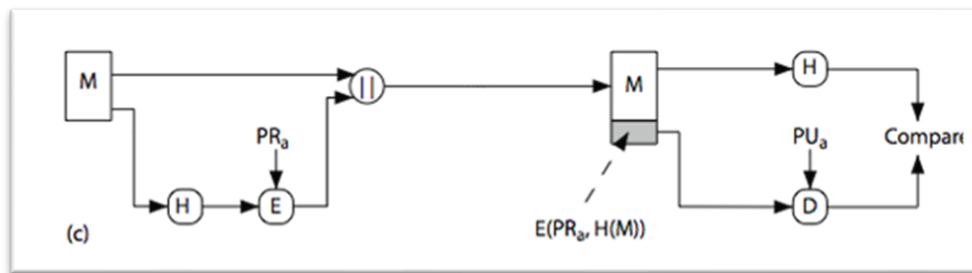 M
||
PRa
H
E
(c)
M
H
PUa
Compare
D
E(PRa, H(M))